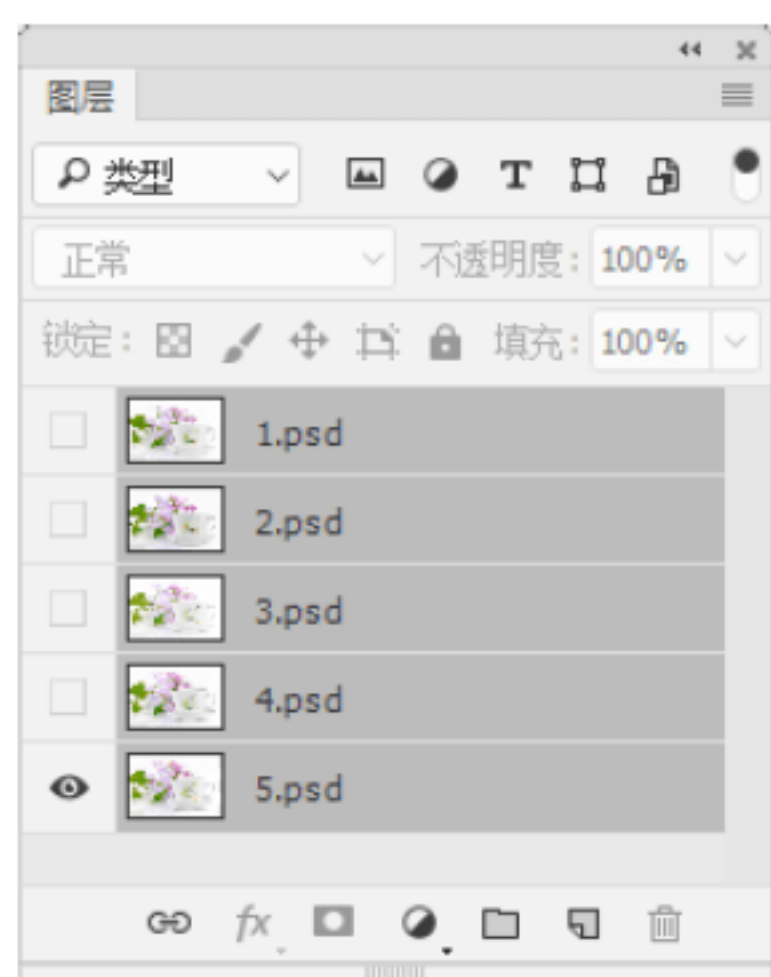 图层
类型
正常 不透明度: 100%
锁定: 填充: 100%
1.psd
2.psd
3.psd
4.psd
5.psd
fx